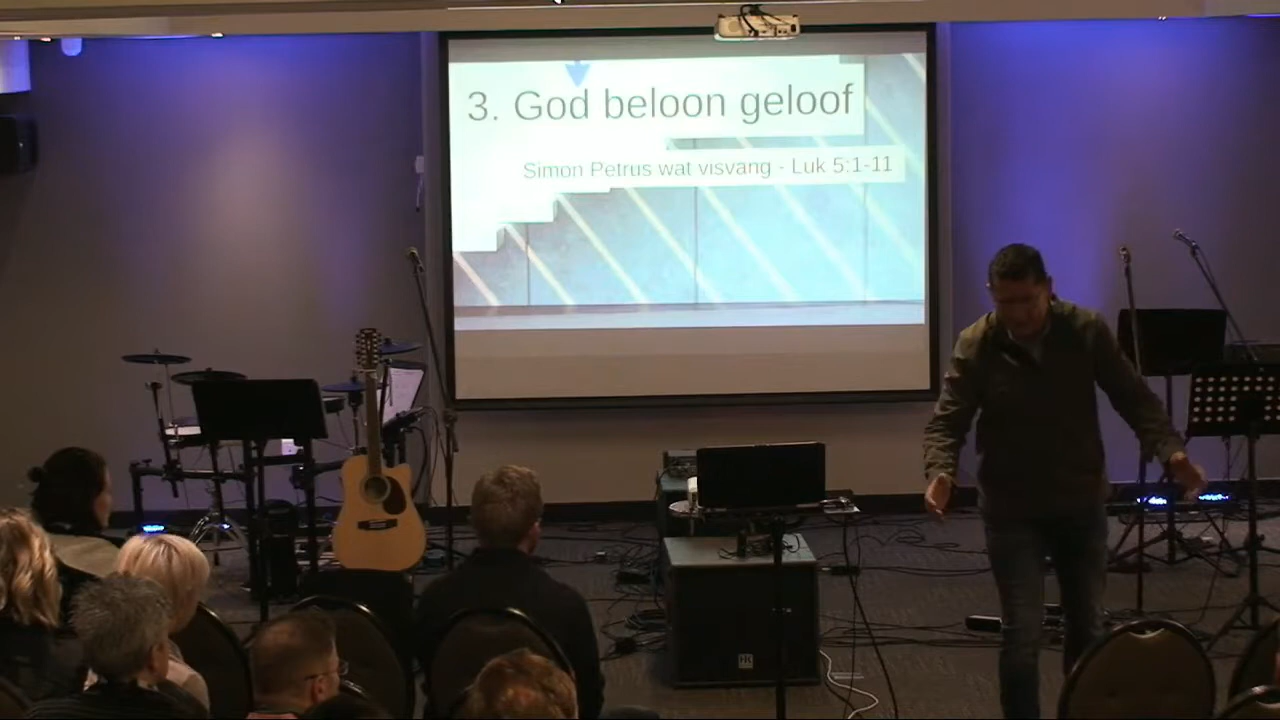 3. God beloon geloof
Simon Petrus wat visvang - Luk 5:1-11